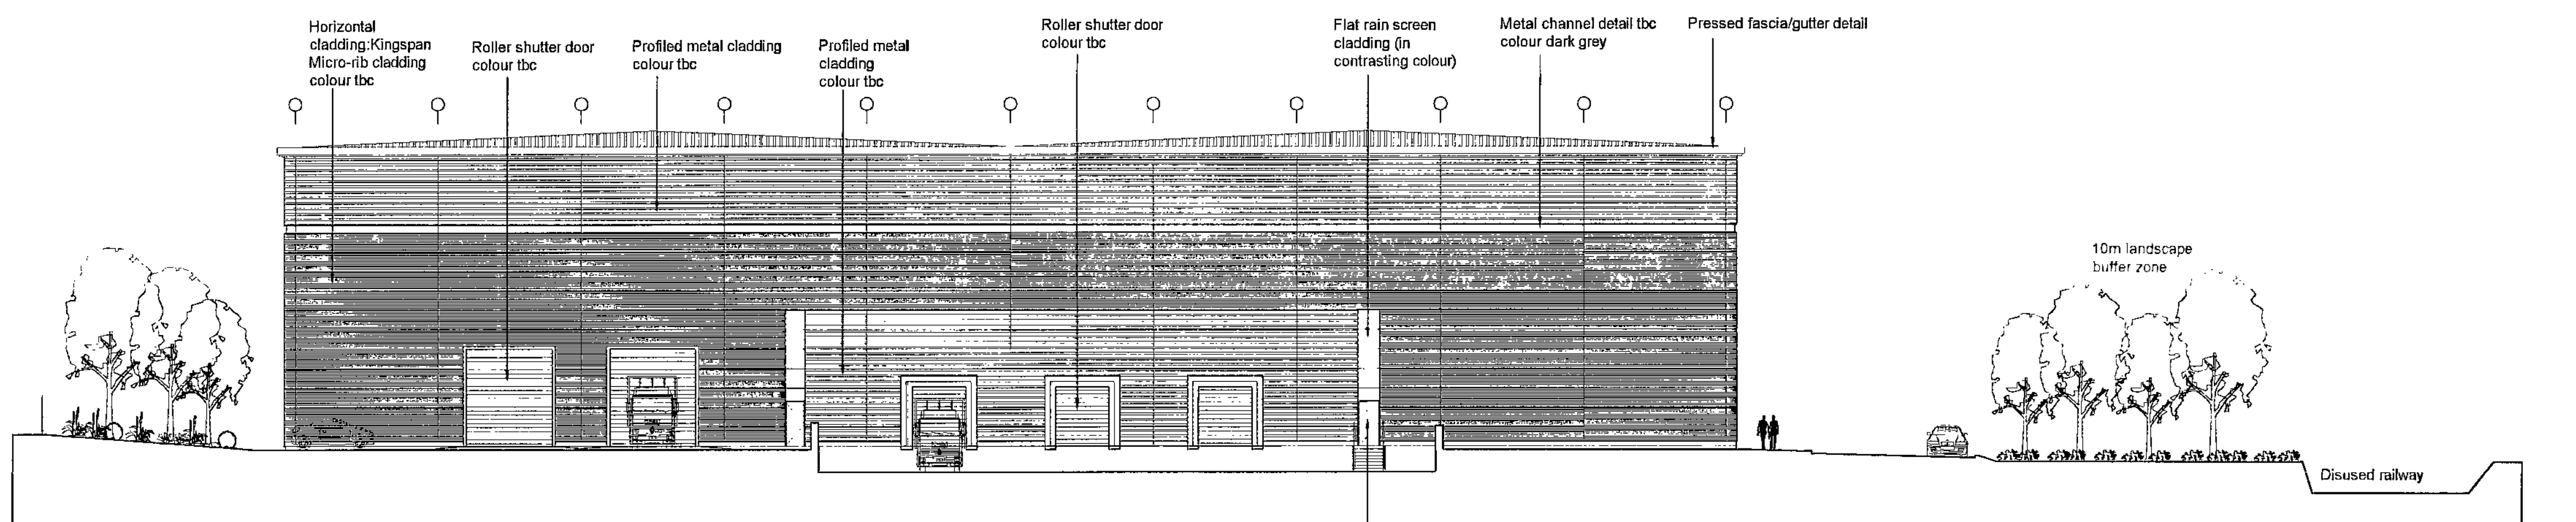 Horizontal
cladding:Kingspan
Micro-rib cladding
colour tbc
Roller shutter door
colour tbc
Profiled metal cladding
colour tbc
Profiled metal
cladding
colour tbc
Roller shutter door
colour tbc
Flat rain screen
cladding (in
contrasting colour)
Metal channel detail tbc
colour dark grey
Pressed fascia/gutter detail
10m landscape
buffer zone
Disused railway